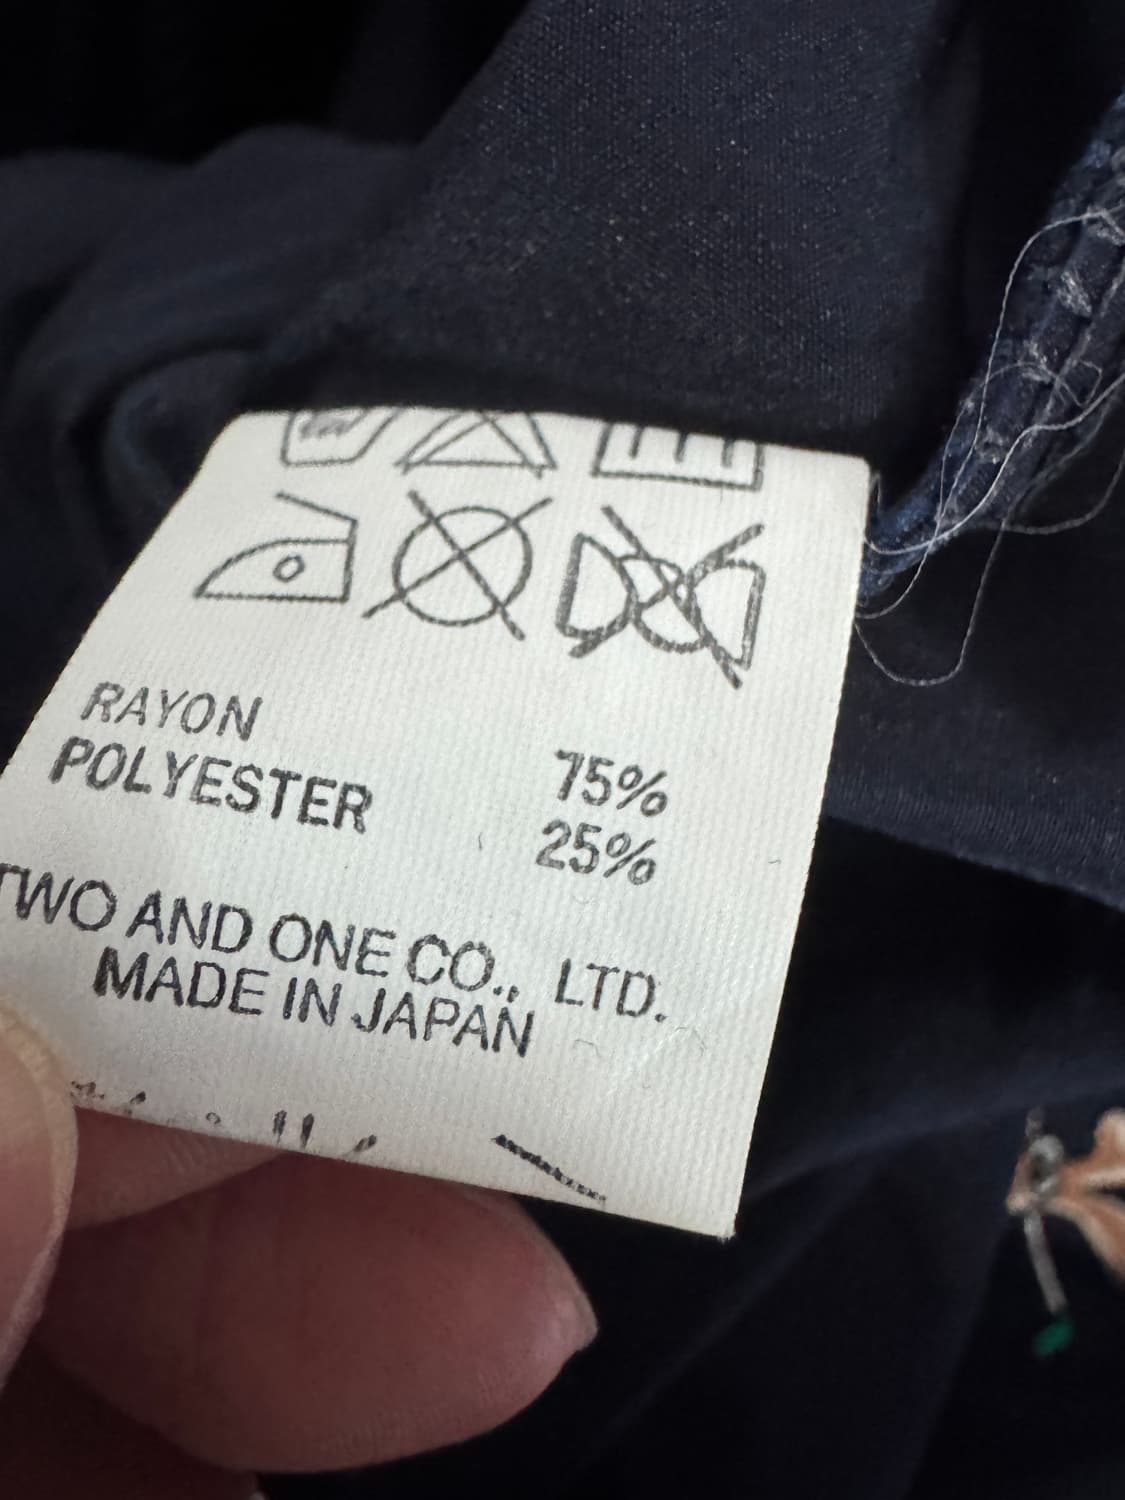 RAYON 75%
POLYESTER 25%
TWO AND ONE CO., LTD.
MADE IN JAPAN